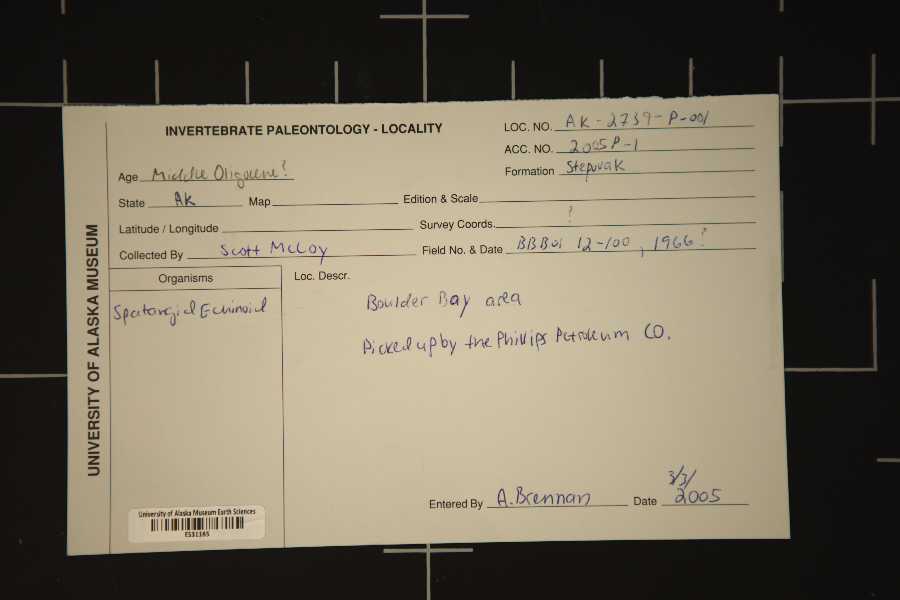 INVERTEBRATE PALEONTOLOGY - LOCALITY
LOC. NO. AK-2739-P-001
ACC. NO. 2005P-1
Age Middle Oligocene?
Formation Stepovak
State AK Map Edition & Scale
Latitude / Longitude Survey Coords. ?
Collected By Scott McCoy Field No. & Date BBB01 12-100, 1966?
Organisms
Loc. Descr.
Spatangid Echinoid
Boulder Bay area
Picked up by the Phillips Petroleum CO.
UNIVERSITY OF ALASKA MUSEUM
Entered By A.Brennan Date 3/3/
2005
University of Alaska Museum Earth Sciences
ES31165